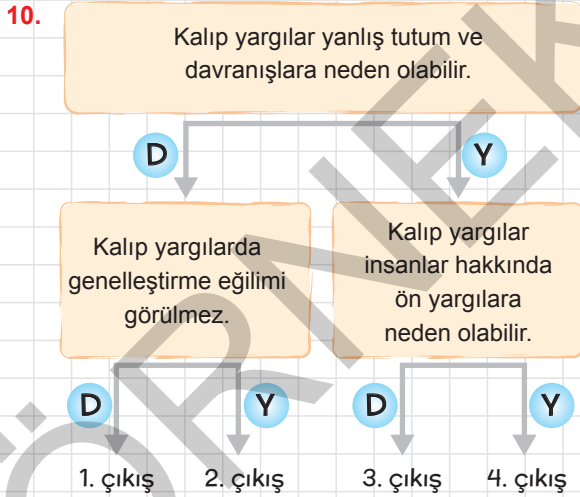 10.
Kalıp yargılar yanlış tutum ve
davranışlara neden olabilir.
D
Y
Kalıp yargılarda
genelleştirme eğilimi
görülmez.
Kalıp yargılar
insanlar hakkında
ön yargılara
neden olabilir.
D
Y
D
Y
1. çıkış
2. çıkış
3. çıkış
4. çıkış
ÖRNEK